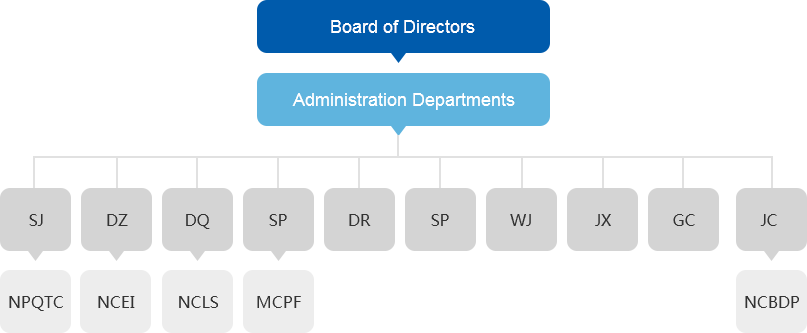 Board of Directors
Administration Departments
SJ DZ DQ SP DR SP WJ JX GC JC
NPQTC NCEI NCLS MCPF NCBDP